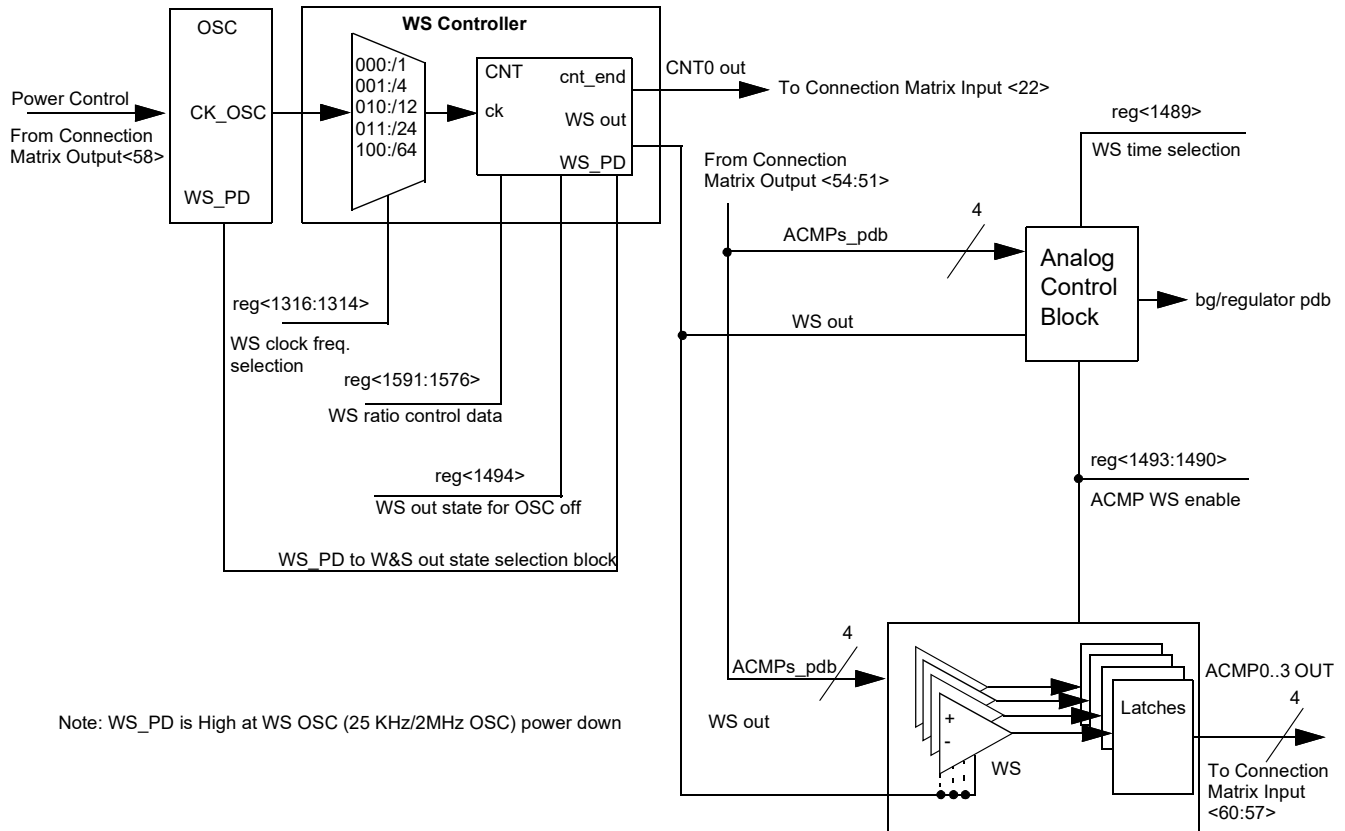 OSC
WS Controller
000:/1
001:/4
010:/12
011:/24
100:/64
CNT
cnt_end
ck
WS out
WS_PD
CNT0 out
To Connection Matrix Input <22>
Power Control
CK_OSC
From Connection
Matrix Output<58>
WS_PD
reg<1489>
WS time selection
From Connection
Matrix Output <54:51>
4
ACMPs_pdb
Analog
Control
Block
bg/regulator pdb
WS out
reg<1316:1314>
WS clock freq.
selection
reg<1591:1576>
WS ratio control data
reg<1494>
WS out state for OSC off
reg<1493:1490>
ACMP WS enable
WS_PD to W&S out state selection block
4
ACMPs_pdb
WS out
+
-
WS
Latches
ACMP0..3 OUT
4
To Connection
Matrix Input
<60:57>
Note: WS_PD is High at WS OSC (25 KHz/2MHz OSC) power down